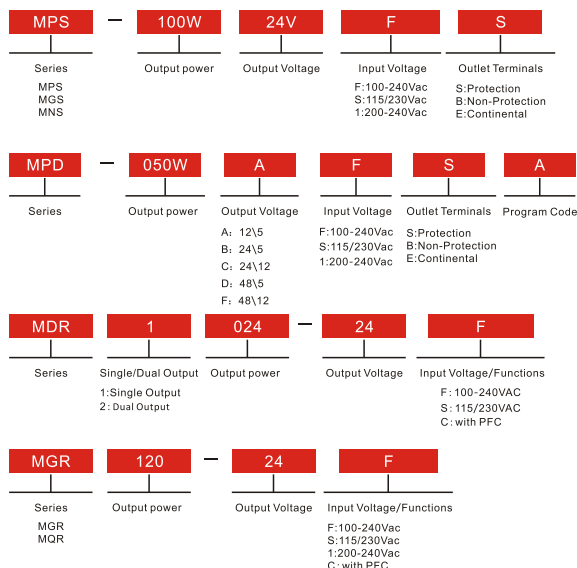 MPS — 100W 24V F S
Series Output power Output Voltage Input Voltage Outlet Terminals
MPS F:100-240Vac S:Protection
MGS S:115/230Vac B:Non-Protection
MNS 1:200-240Vac E:Continental
MPD — 050W A F S A
Series Output power Output Voltage Input Voltage Outlet Terminals Program Code
A: 12\5 F:100-240Vac S:Protection
B: 24\5 S:115/230Vac B:Non-Protection
C: 24\12 1:200-240Vac E:Continental
D: 48\5
F: 48\12
MDR 1 024 — 24 F
Series Single/Dual Output Output power Output Voltage Input Voltage/Functions
1:Single Output F: 100-240VAC
2: Dual Output S: 115/230VAC
C: with PFC
MGR 120 — 24 F
Series Output power Output Voltage Input Voltage/Functions
MGR F:100-240Vac
MQR S:115/230Vac
1:200-240Vac
C: with PFC